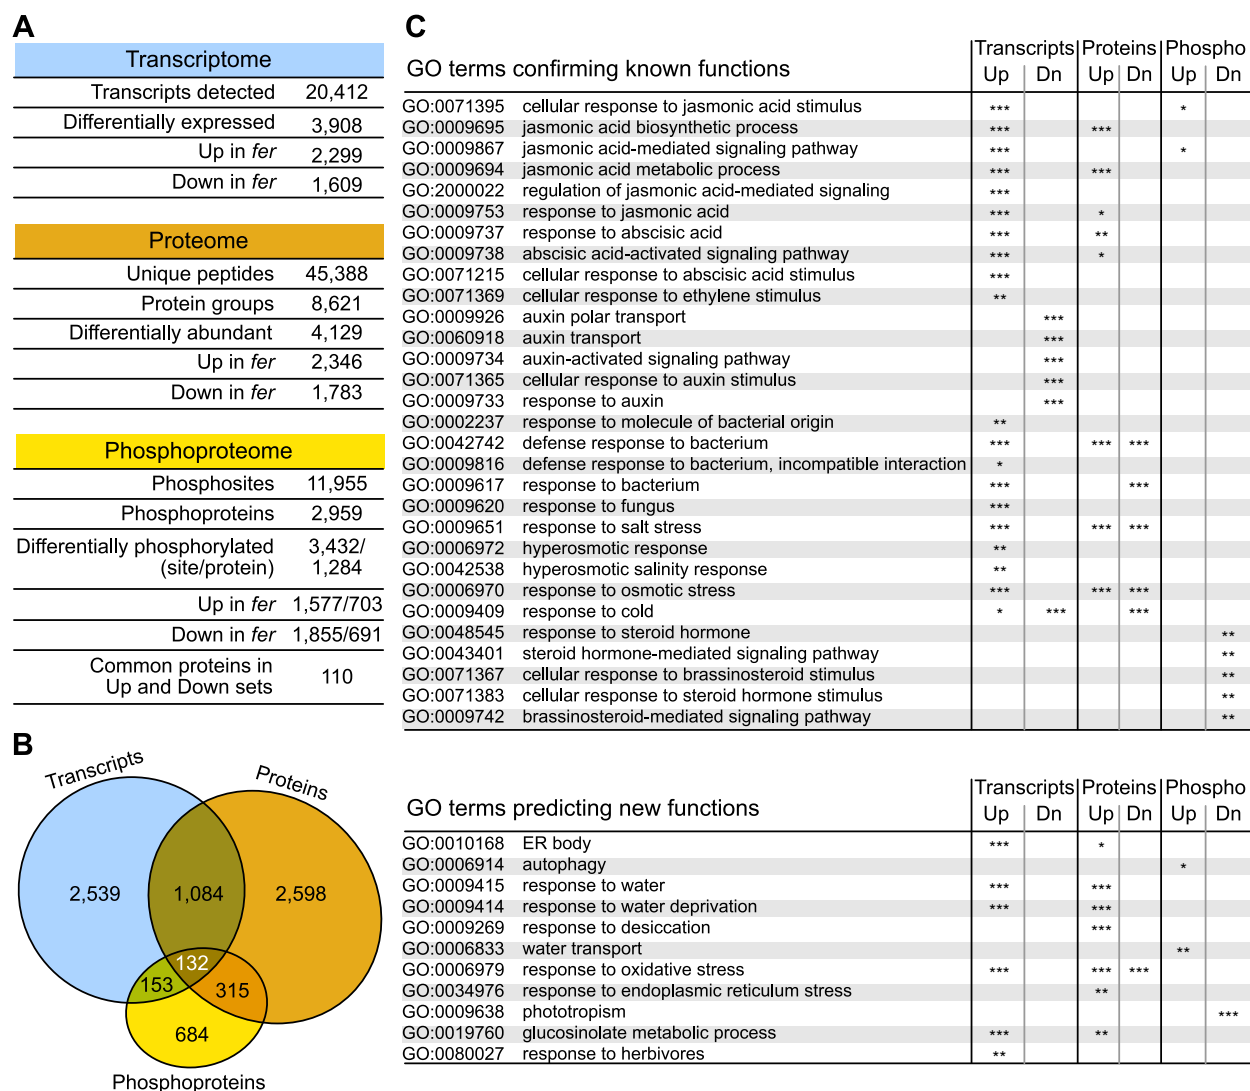 A
Transcriptome
Transcripts detected 20,412
Differentially expressed 3,908
Up in fer 2,299
Down in fer 1,609
Proteome
Unique peptides 45,388
Protein groups 8,621
Differentially abundant 4,129
Up in fer 2,346
Down in fer 1,783
Phosphoproteome
Phosphosites 11,955
Phosphoproteins 2,959
Differentially phosphorylated 3,432/
(site/protein) 1,284
Up in fer 1,577/703
Down in fer 1,855/691
Common proteins in
Up and Down sets 110
B
Transcripts
Proteins
2,539 1,084 2,598
132
153 315
684
Phosphoproteins
C
Transcripts Proteins Phospho
GO terms confirming known functions Up Dn Up Dn Up Dn
GO:0071395 cellular response to jasmonic acid stimulus *** *
GO:0009695 jasmonic acid biosynthetic process *** ***
GO:0009867 jasmonic acid-mediated signaling pathway *** *
GO:0009694 jasmonic acid metabolic process *** ***
GO:2000022 regulation of jasmonic acid-mediated signaling ***
GO:0009753 response to jasmonic acid *** *
GO:0009737 response to abscisic acid *** **
GO:0009738 abscisic acid-activated signaling pathway *** *
GO:0071215 cellular response to abscisic acid stimulus ***
GO:0071369 cellular response to ethylene stimulus **
GO:0009926 auxin polar transport ***
GO:0060918 auxin transport ***
GO:0009734 auxin-activated signaling pathway ***
GO:0071365 cellular response to auxin stimulus ***
GO:0009733 response to auxin ***
GO:0002237 response to molecule of bacterial origin **
GO:0042742 defense response to bacterium *** *** ***
GO:0009816 defense response to bacterium, incompatible interaction *
GO:0009617 response to bacterium *** ***
GO:0009620 response to fungus ***
GO:0009651 response to salt stress *** *** ***
GO:0006972 hyperosmotic response **
GO:0042538 hyperosmotic salinity response **
GO:0006970 response to osmotic stress *** *** ***
GO:0009409 response to cold * *** ***
GO:0048545 response to steroid hormone **
GO:0043401 steroid hormone-mediated signaling pathway **
GO:0071367 cellular response to brassinosteroid stimulus **
GO:0071383 cellular response to steroid hormone stimulus **
GO:0009742 brassinosteroid-mediated signaling pathway **
Transcripts Proteins Phospho
GO terms predicting new functions Up Dn Up Dn Up Dn
GO:0010168 ER body *** *
GO:0006914 autophagy *
GO:0009415 response to water *** ***
GO:0009414 response to water deprivation *** ***
GO:0009269 response to desiccation ***
GO:0006833 water transport **
GO:0006979 response to oxidative stress *** *** ***
GO:0034976 response to endoplasmic reticulum stress **
GO:0009638 phototropism ***
GO:0019760 glucosinolate metabolic process *** **
GO:0080027 response to herbivores **